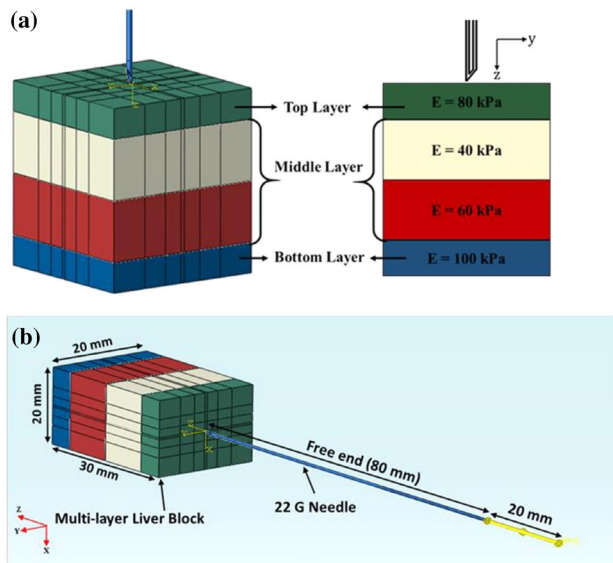 (a)
y
z
Top Layer
E = 80 kPa
E = 40 kPa
Middle Layer
E = 60 kPa
Bottom Layer
E = 100 kPa
(b)
20 mm
20 mm
30 mm
Free end (80 mm)
20 mm
22 G Needle
Multi-layer Liver Block
Z
Y
X